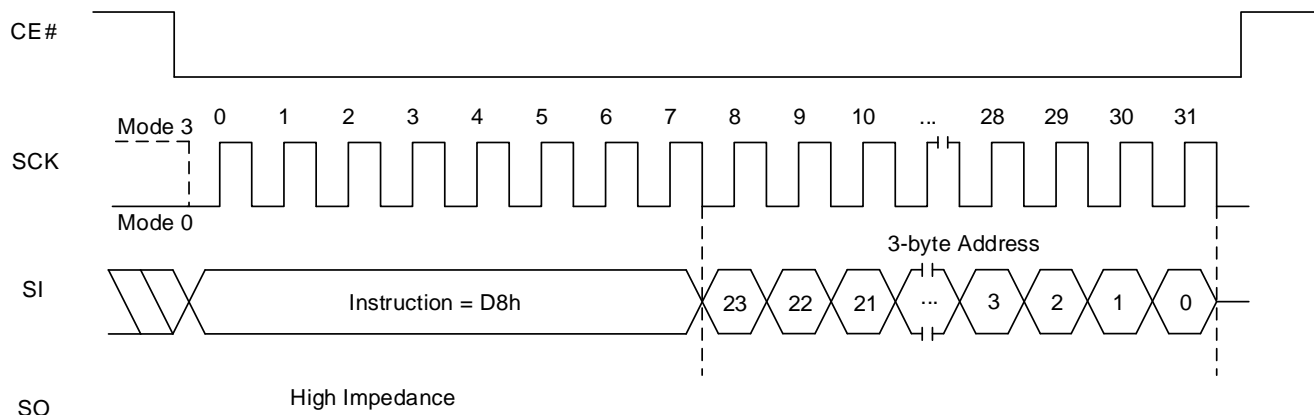 CE#
0 1 2 3 4 5 6 7 8 9 10 ... 28 29 30 31
Mode 3
SCK
Mode 0
3-byte Address
SI Instruction = D8h 23 22 21 ... 3 2 1 0
High Impedance
SO